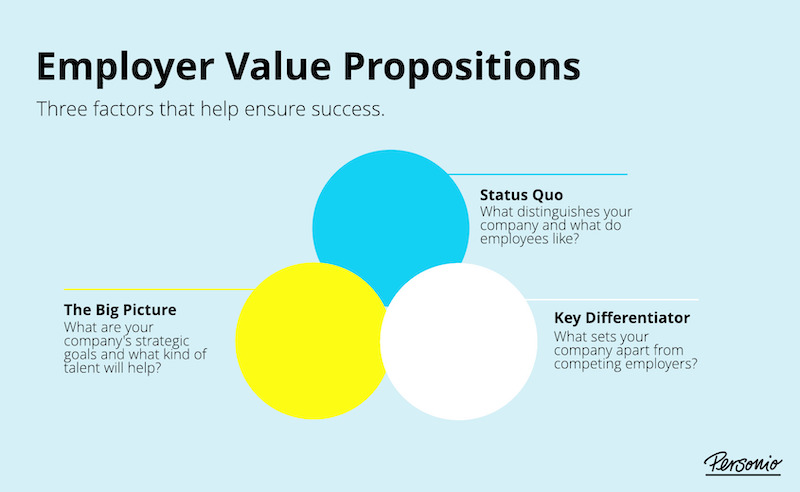 Employer Value Propositions
Three factors that help ensure success.
Status Quo
What distinguishes your
company and what do
employees like?
The Big Picture
What are your
company's strategic
goals and what kind of
talent will help?
Key Differentiator
What sets your
company apart from
competing employers?
Personio